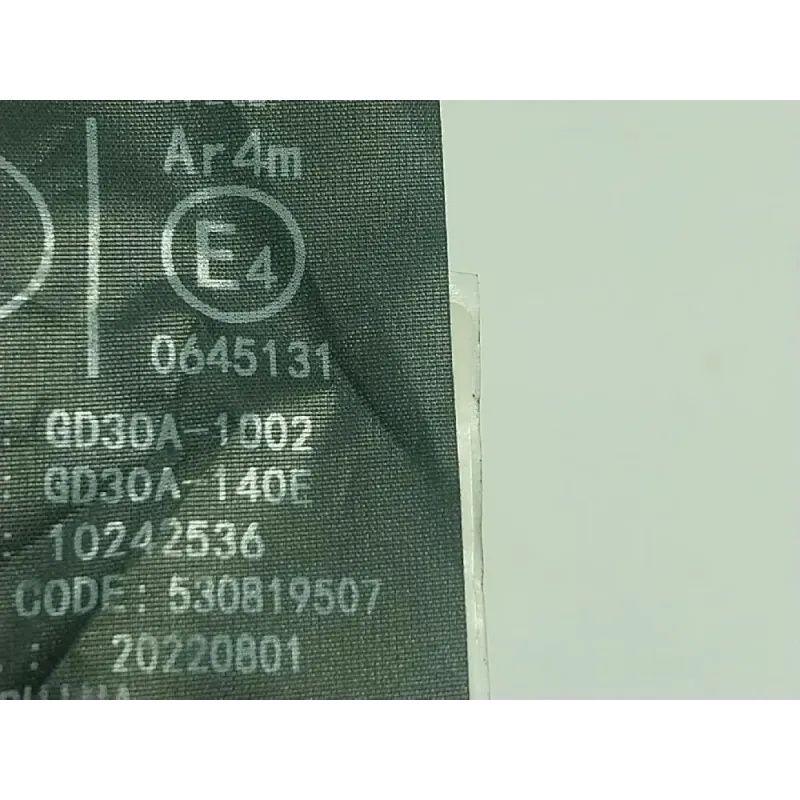 Ar4m
E4
0645131
: GD30A-1002
: GD30A-140E
: 10242536
CODE: 530819507
.: 20220801